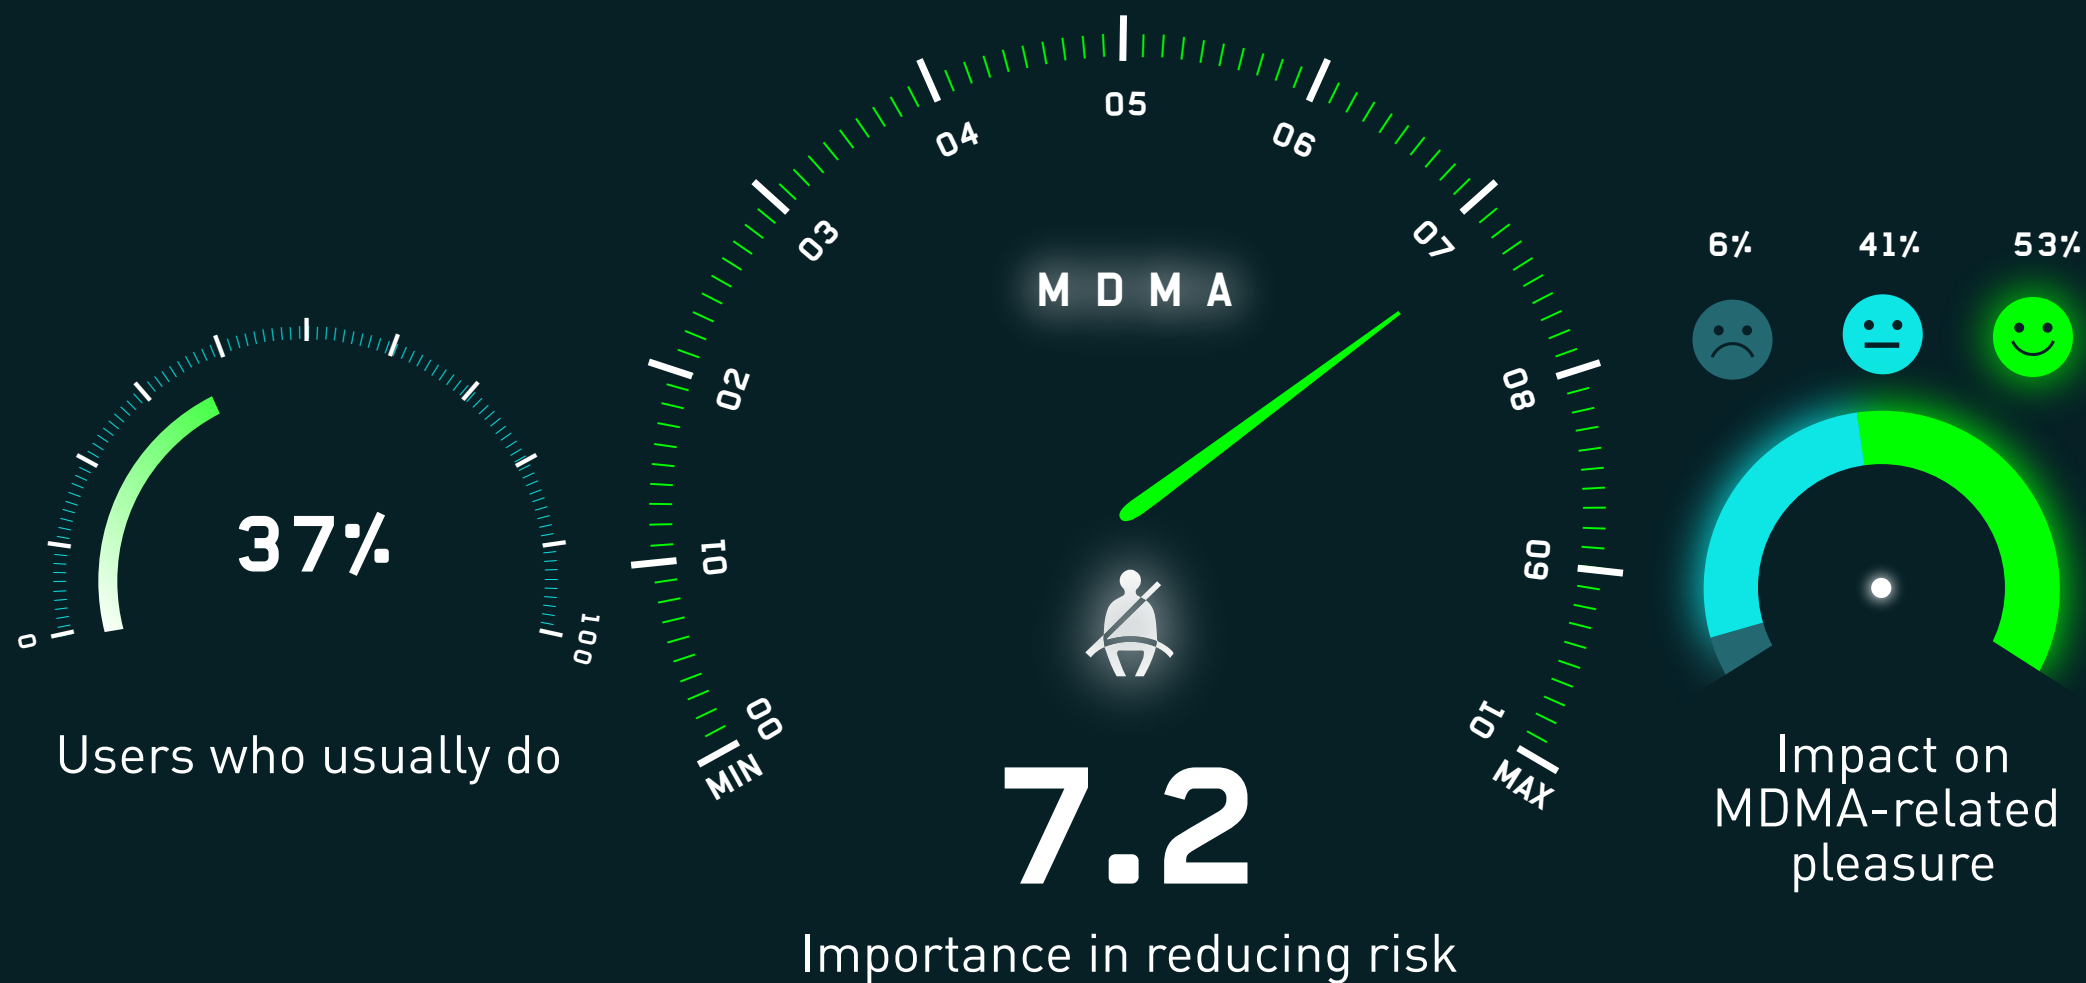 0
100
37%
Users who usually do
MIN
00
01
02
03
04
05
06
07
08
09
10
MAX
MDMA
7.2
Importance in reducing risk
6% 41% 53%
Impact on
MDMA-related
pleasure